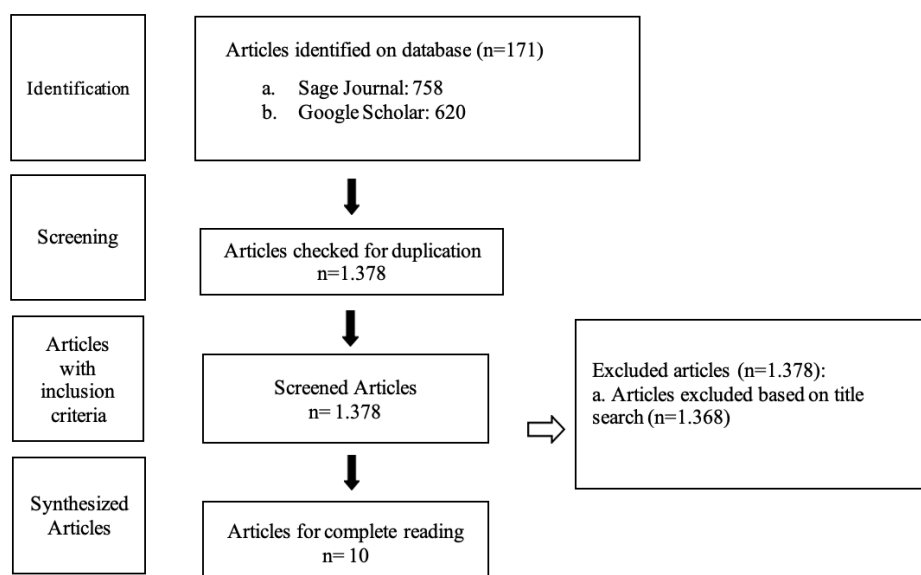 Identification
Articles identified on database (n=171)
a. Sage Journal: 758
b. Google Scholar: 620
Screening
Articles checked for duplication
n=1.378
Articles
with
inclusion
criteria
Screened Articles
n= 1.378
Excluded articles (n=1.378):
a. Articles excluded based on title
search (n=1.368)
Synthesized
Articles
Articles for complete reading
n= 10